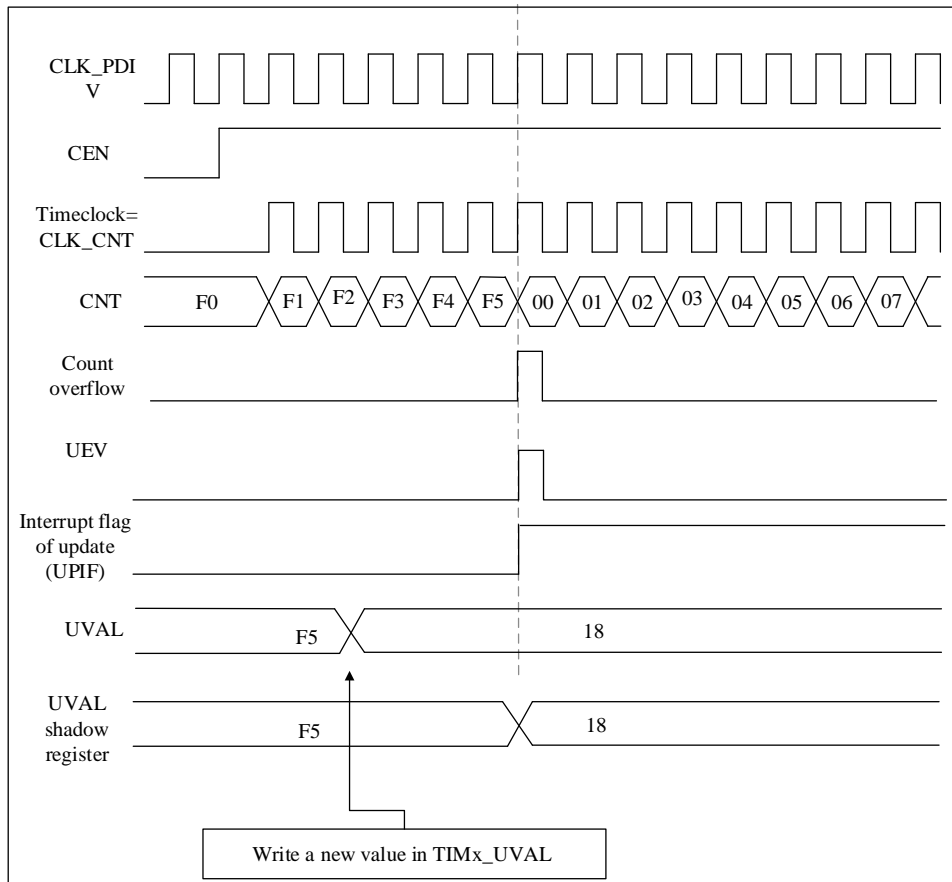 CLK_PDI
V
CEN
Timeclock=
CLK_CNT
CNT
F0 F1 F2 F3 F4 F5 00 01 02 03 04 05 06 07
Count
overflow
UEV
Interrupt flag
of update
(UPIF)
UVAL
F5 18
UVAL
shadow
register
F5 18
Write a new value in TIMx_UVAL